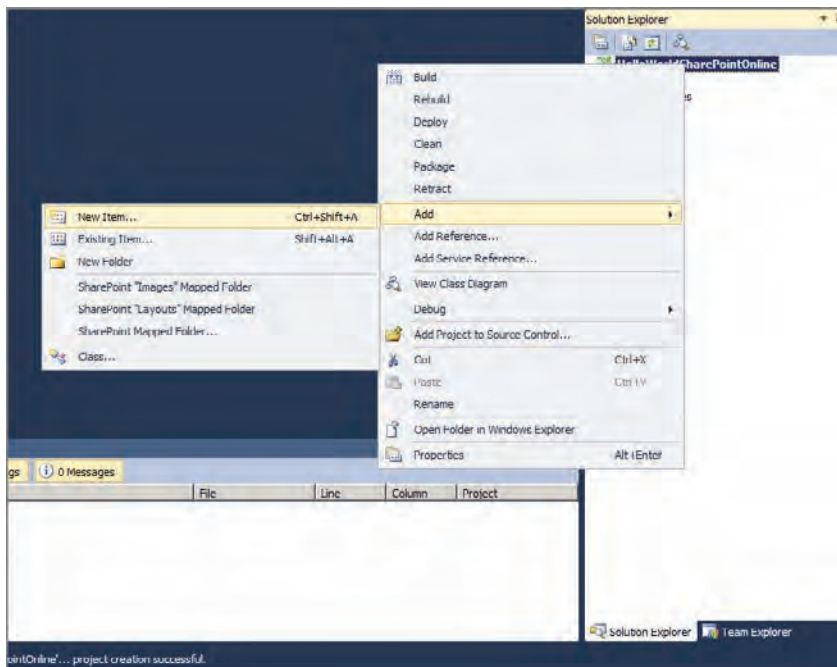 Solution Explorer
HelloWorldSharePointOnline
es
Build
Rebuild
Deploy
Clean
Package
Retract
Add
Add Reference...
Add Service Reference...
View Class Diagram
Debug
Add Project to Source Control...
Cut Ctrl+X
Paste Ctrl+V
Rename
Open Folder in Windows Explorer
Properties Alt+Enter
New Item... Ctrl+Shift+A
Existing Item... Shift+Alt+A
New Folder
SharePoint "Images" Mapped Folder
SharePoint "Layouts" Mapped Folder
SharePoint Mapped Folder...
Class...
gs 0 Messages
File Line Column Project
Solution Explorer Team Explorer
ointOnline'... project creation successful.